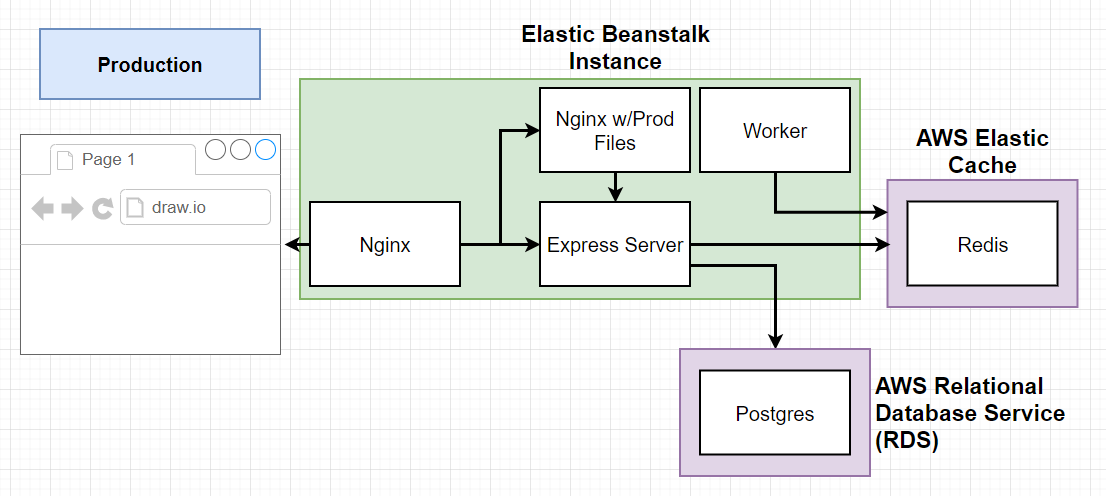 Production
Elastic Beanstalk
Instance
Page 1
draw.io
Nginx
Nginx w/Prod
Files
Worker
Express Server
AWS Elastic
Cache
Redis
Postgres
AWS Relational
Database Service
(RDS)